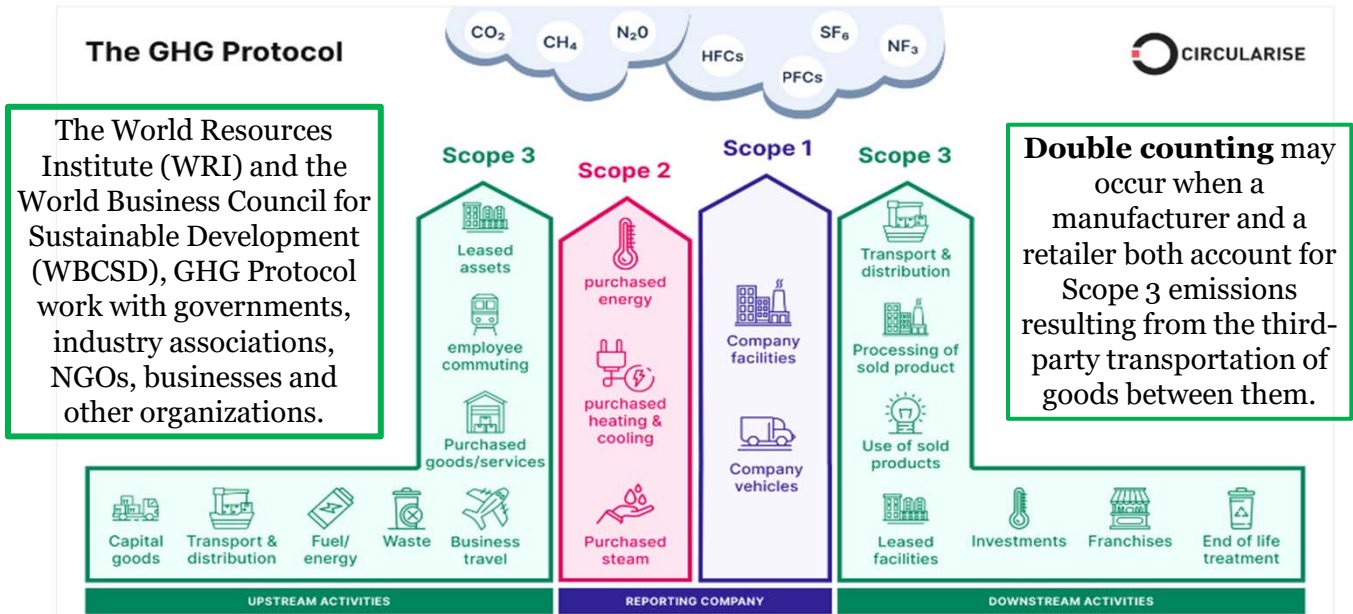 The GHG Protocol
CO₂
CH₄
N₂0
HFCs
PFCs
SF₆
NF₃
CIRCULARISE
The World Resources
Institute (WRI) and the
World Business Council for
Sustainable Development
(WBCSD), GHG Protocol
work with governments,
industry associations,
NGOs, businesses and
other organizations.
Scope 3
Leased
assets
employee
commuting
Purchased
goods/services
Capital
goods
Transport &
distribution
Fuel/
energy
Waste
Business
travel
UPSTREAM ACTIVITIES
Scope 2
purchased
energy
purchased
heating &
cooling
Purchased
steam
Scope 1
Company
facilities
Company
vehicles
REPORTING COMPANY
Scope 3
Transport &
distribution
Processing of
sold product
Use of sold
products
Leased
facilities
Investments
Franchises
End of life
treatment
DOWNSTREAM ACTIVITIES
Double counting may
occur when a
manufacturer and a
retailer both account for
Scope 3 emissions
resulting from the third-
party transportation of
goods between them.